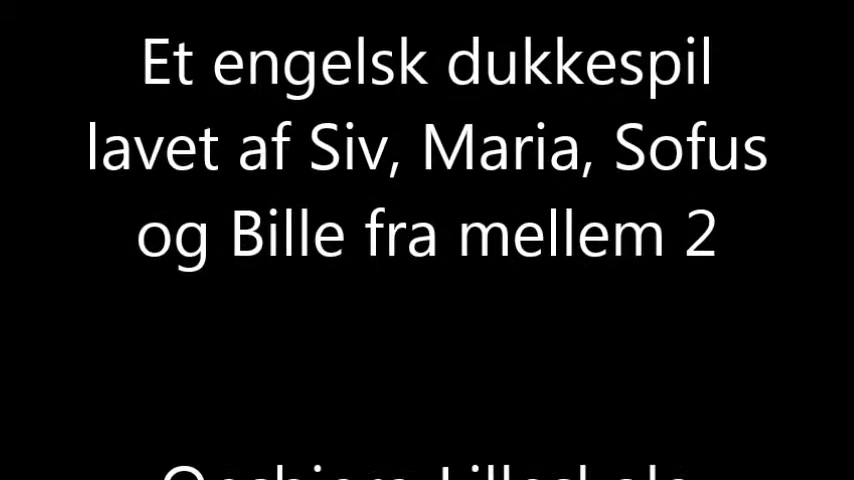 Et engelsk dukkespil
lavet af Siv, Maria, Sofus
og Bille fra mellem 2